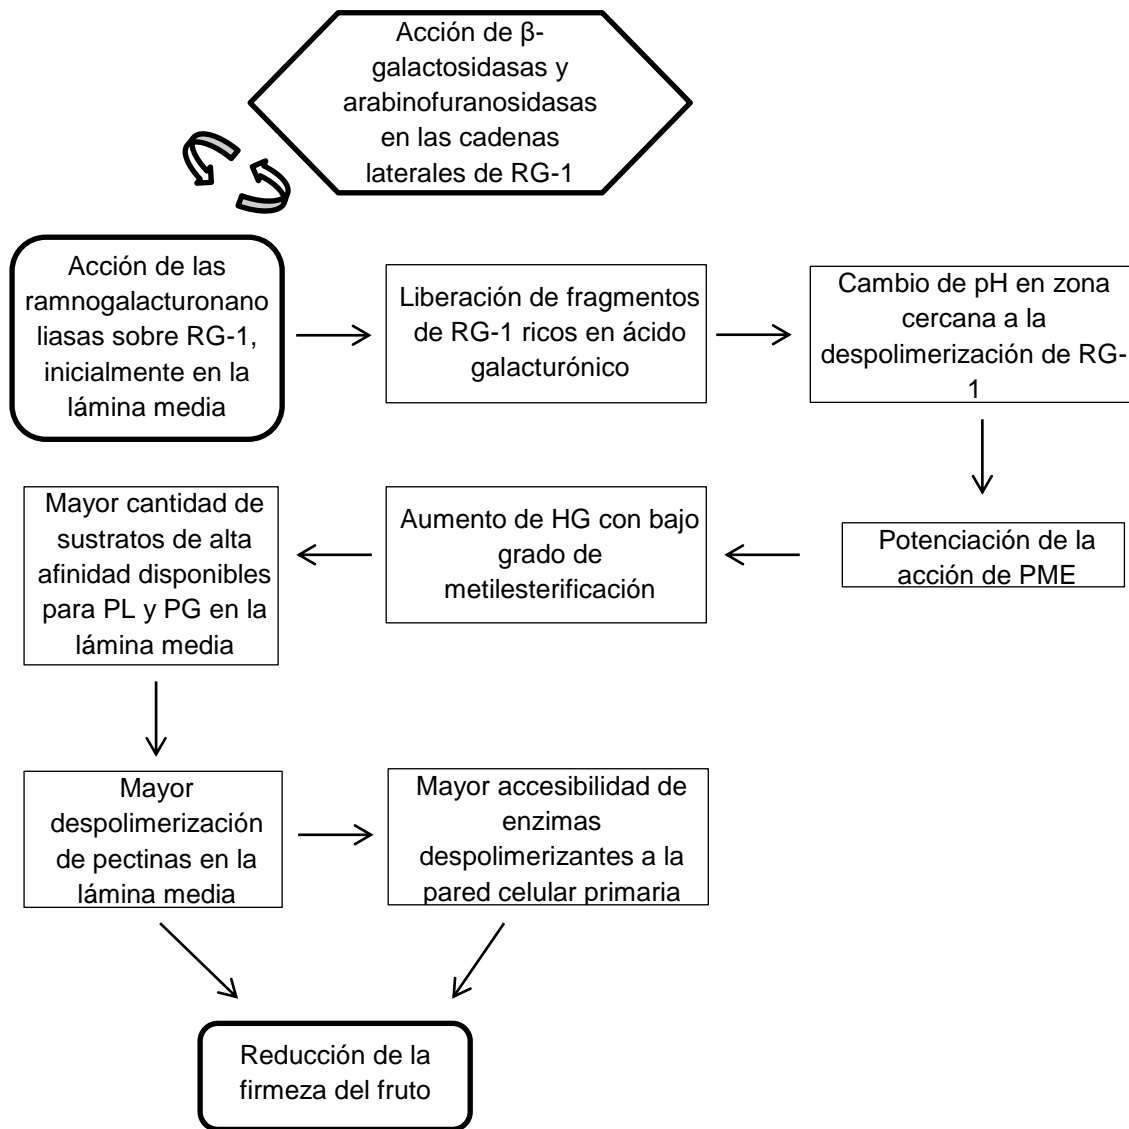 Acción de β-
galactosidasas y
arabinofuranosidasas
en las cadenas
laterales de RG-1
Acción de las
ramnogalacturonano
liasas sobre RG-1,
inicialmente en la
lámina media
Liberación de fragmentos
de RG-1 ricos en ácido
galacturónico
Cambio de pH en zona
cercana a la
despolimerización de RG-
1
Potenciación de la
acción de PME
Aumento de HG con bajo
grado de
metilesterificación
Mayor cantidad de
sustratos de alta
afinidad disponibles
para PL y PG en la
lámina media
Mayor
despolimerización
de pectinas en la
lámina media
Mayor accesibilidad de
enzimas
despolimerizantes a la
pared celular primaria
Reducción de la
firmeza del fruto